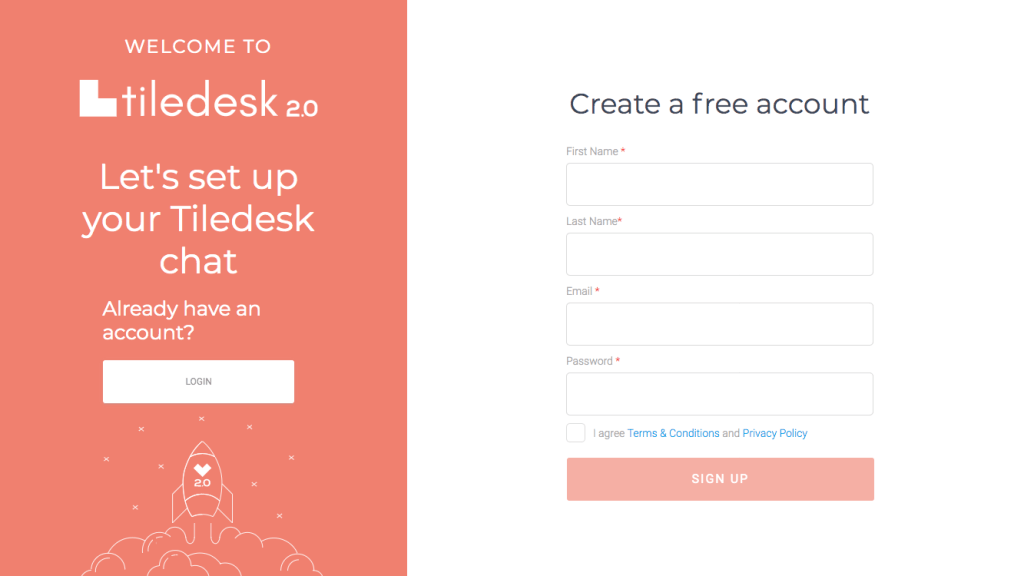 WELCOME TO
tiledesk 2.0
Let's set up
your Tiledesk
chat
Already have an
account?
LOGIN
2.0
Create a free account
First Name *
Last Name*
Email *
Password *
I agree Terms & Conditions and Privacy Policy
SIGN UP